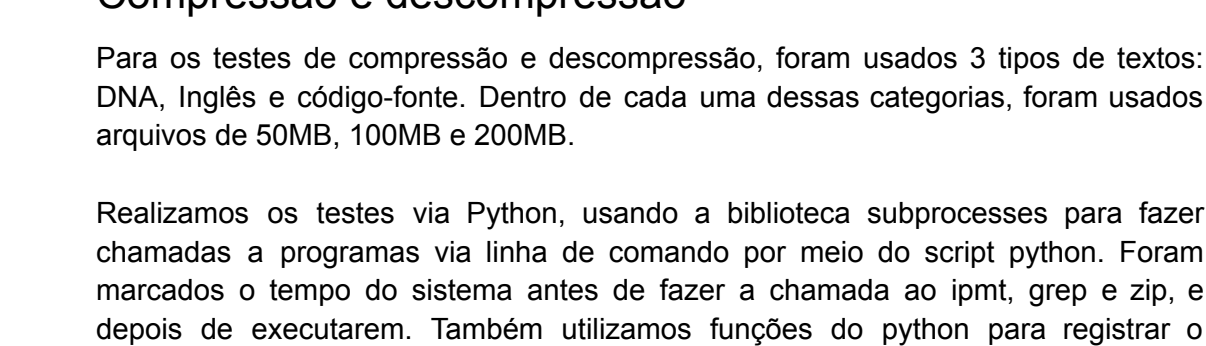 Compressão e descompressão
Para os testes de compressão e descompressão, foram usados 3 tipos de textos:
DNA, Inglês e código-fonte. Dentro de cada uma dessas categorias, foram usados
arquivos de 50MB, 100MB e 200MB.
Realizamos os testes via Python, usando a biblioteca subprocesses para fazer
chamadas a programas via linha de comando por meio do script python. Foram
marcados o tempo do sistema antes de fazer a chamada ao ipmt, grep e zip, e
depois de executarem. Também utilizamos funções do python para registrar o